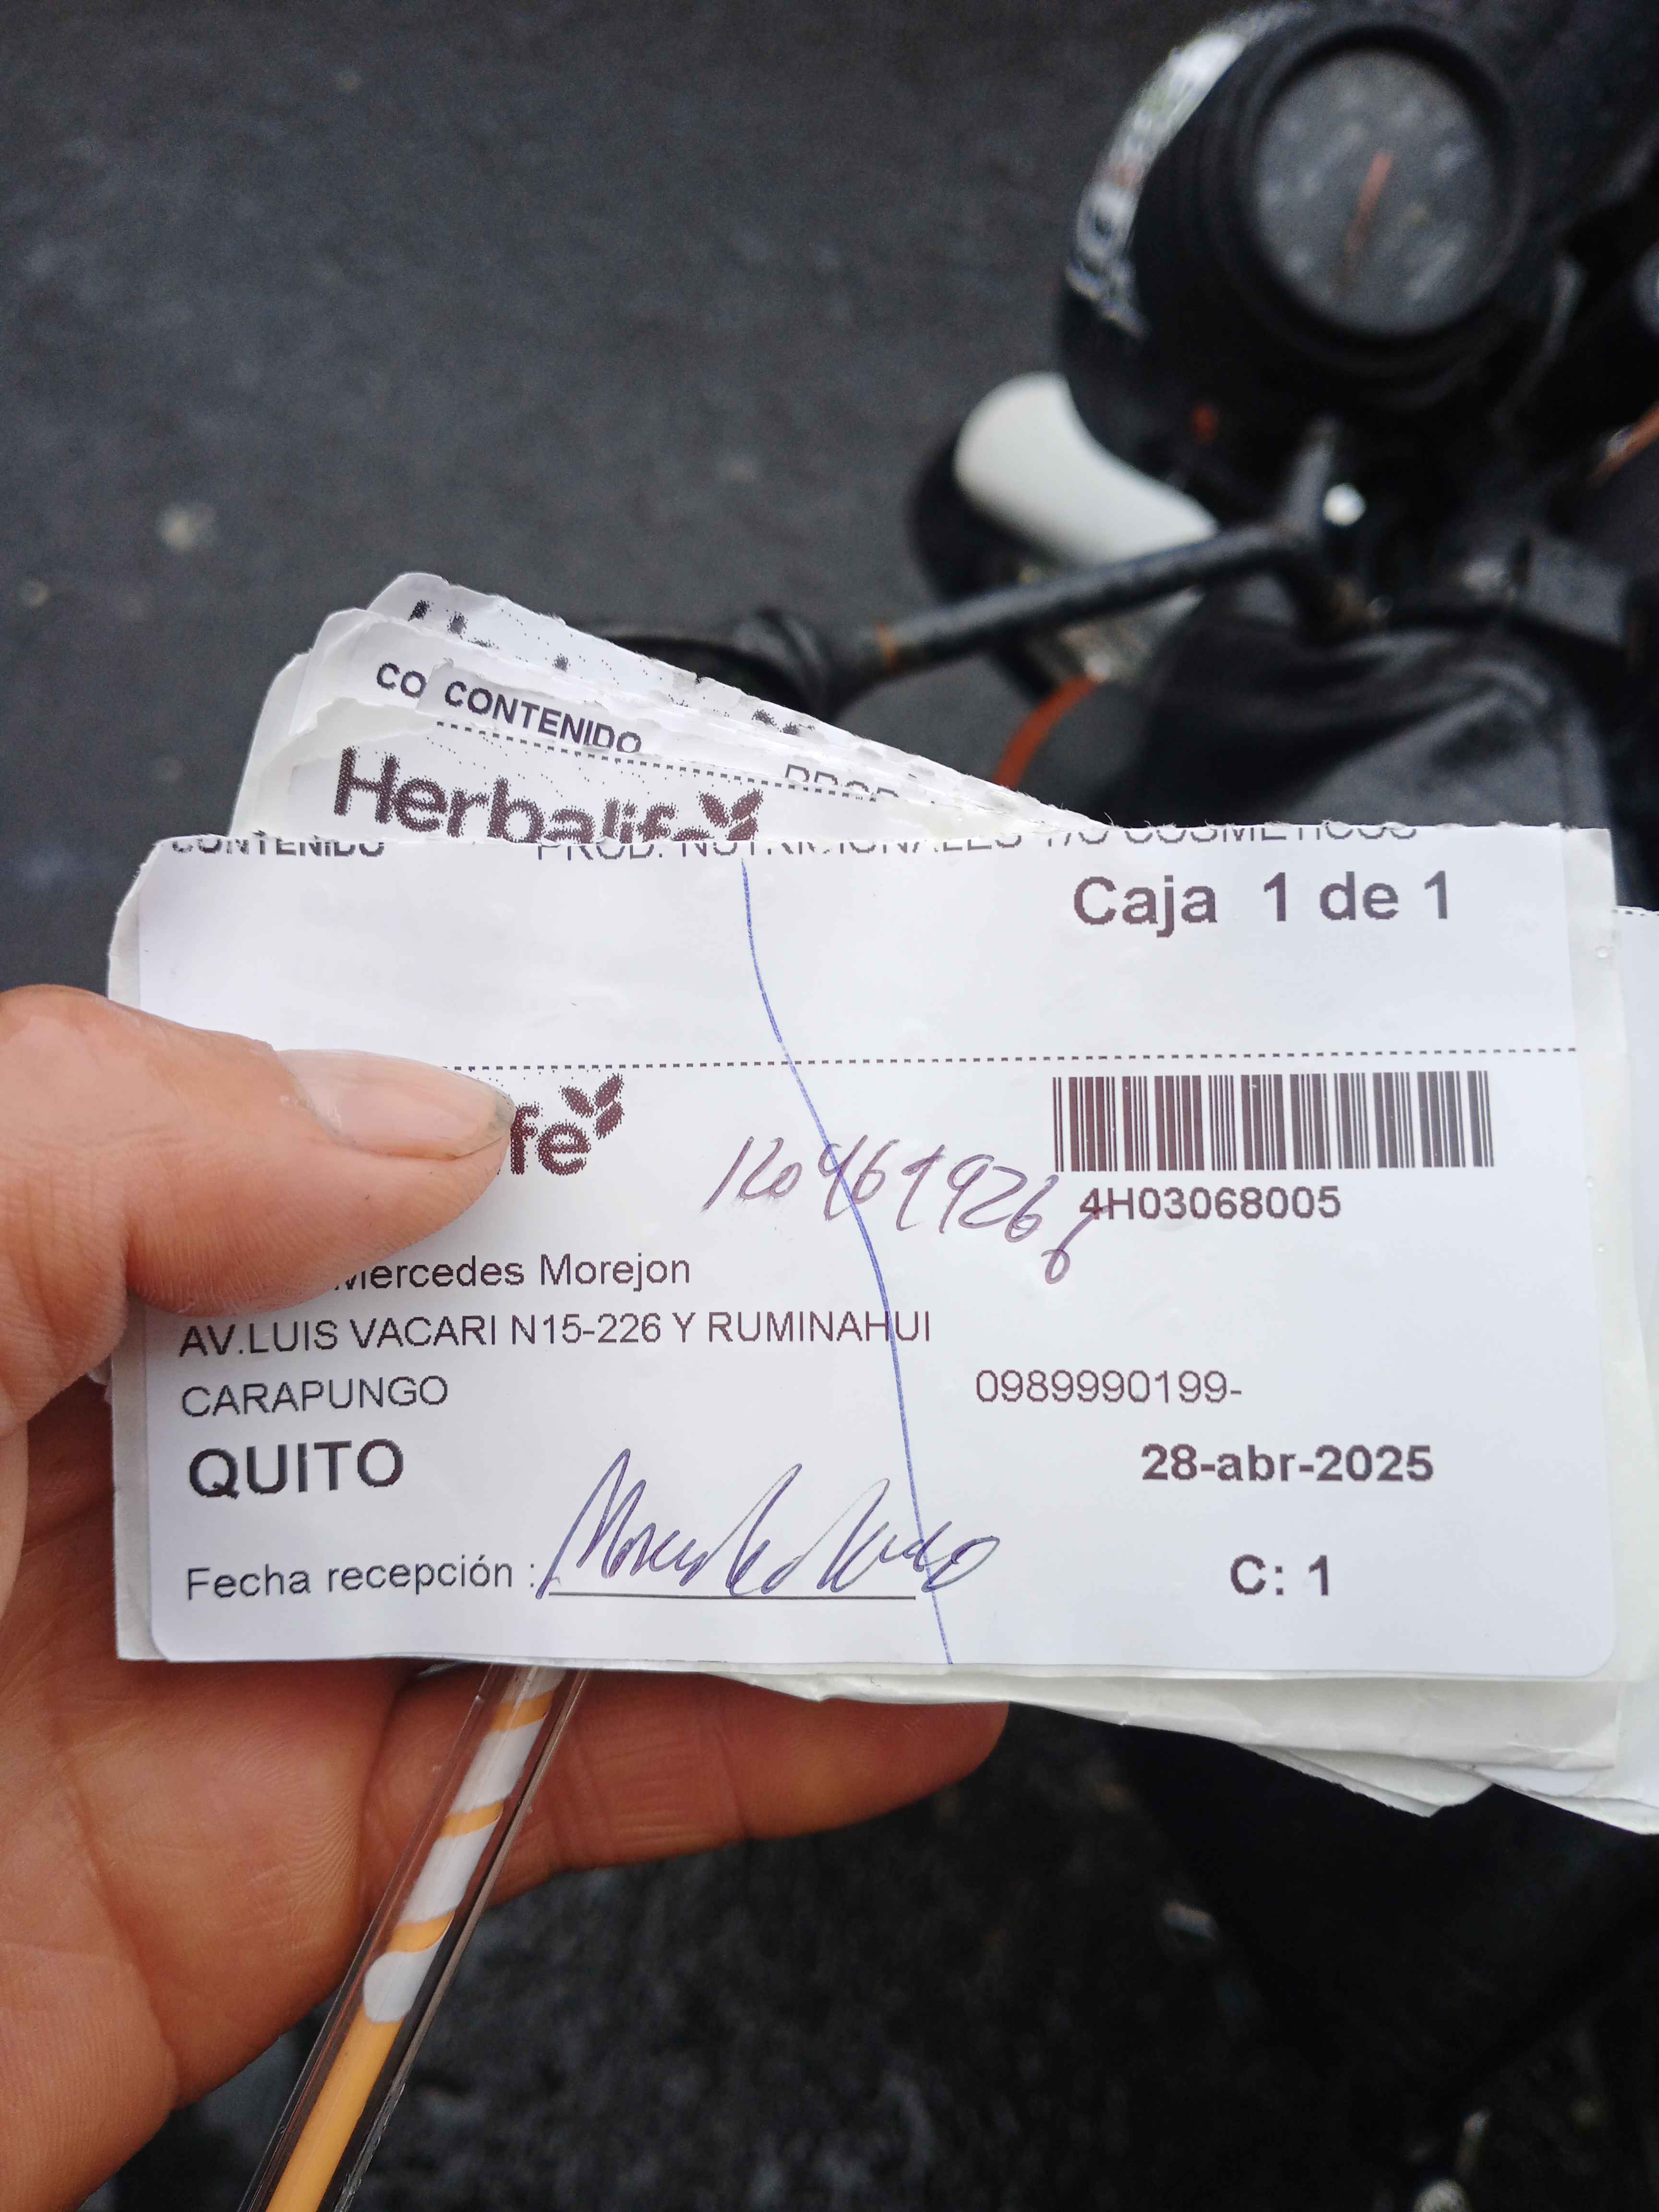 CO CONTENIDO
Herbalife
CONTENIDO PROD. NUTRICIONALES Y/O COSMETICOS
Caja 1 de 1
fe
4H03068005
Mercedes Morejon
AV.LUIS VACARI N15-226 Y RUMINAHUI
CARAPUNGO 0989990199-
QUITO 28-abr-2025
Fecha recepción : C: 1